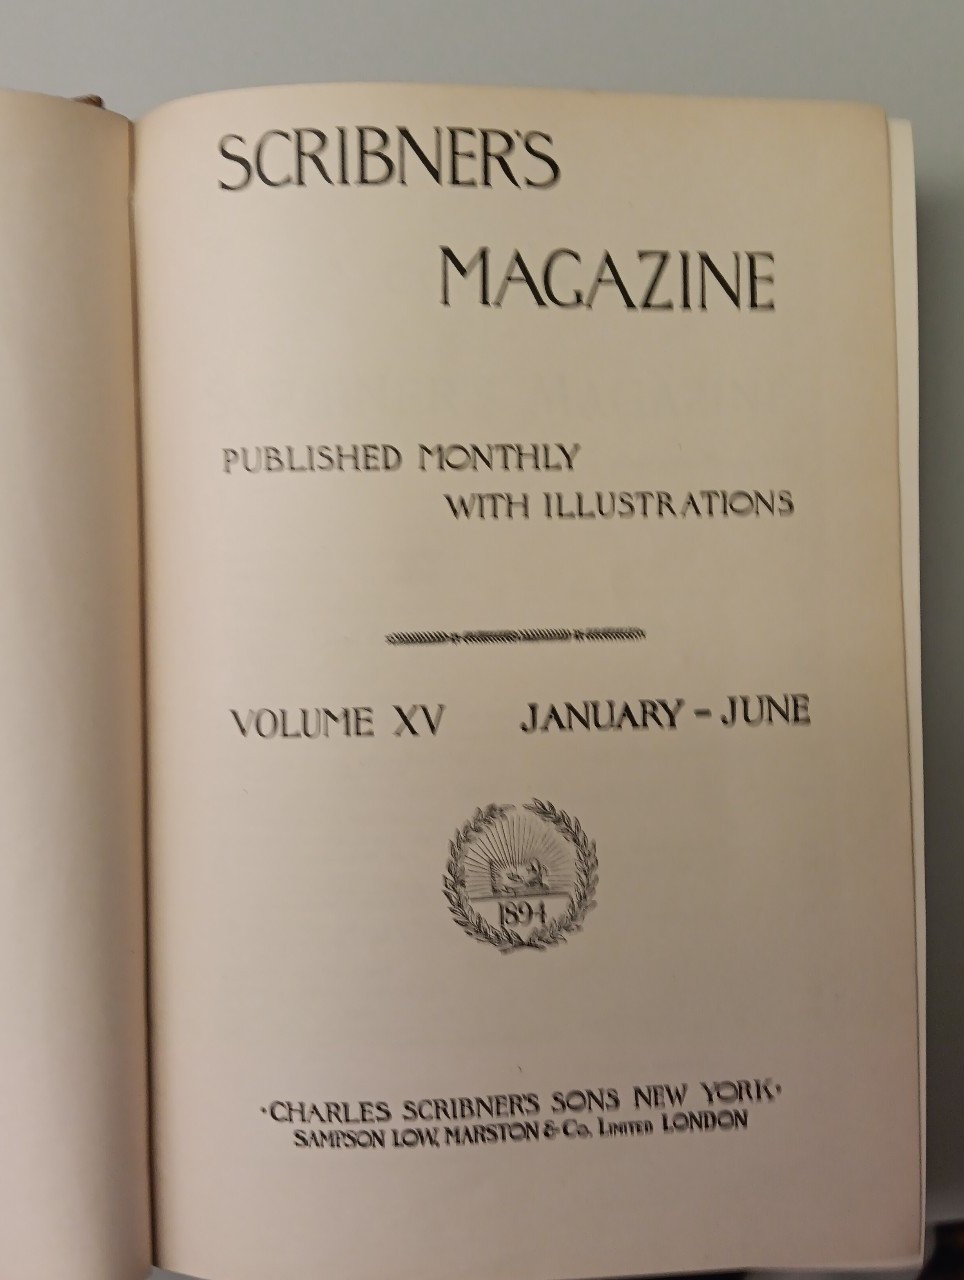 SCRIBNER'S
MAGAZINE
PUBLISHED MONTHLY
WITH ILLUSTRATIONS
VOLUME XV JANUARY - JUNE
1894
·CHARLES SCRIBNER'S SONS NEW YORK·
SAMPSON LOW, MARSTON & Co. LIMITED LONDON